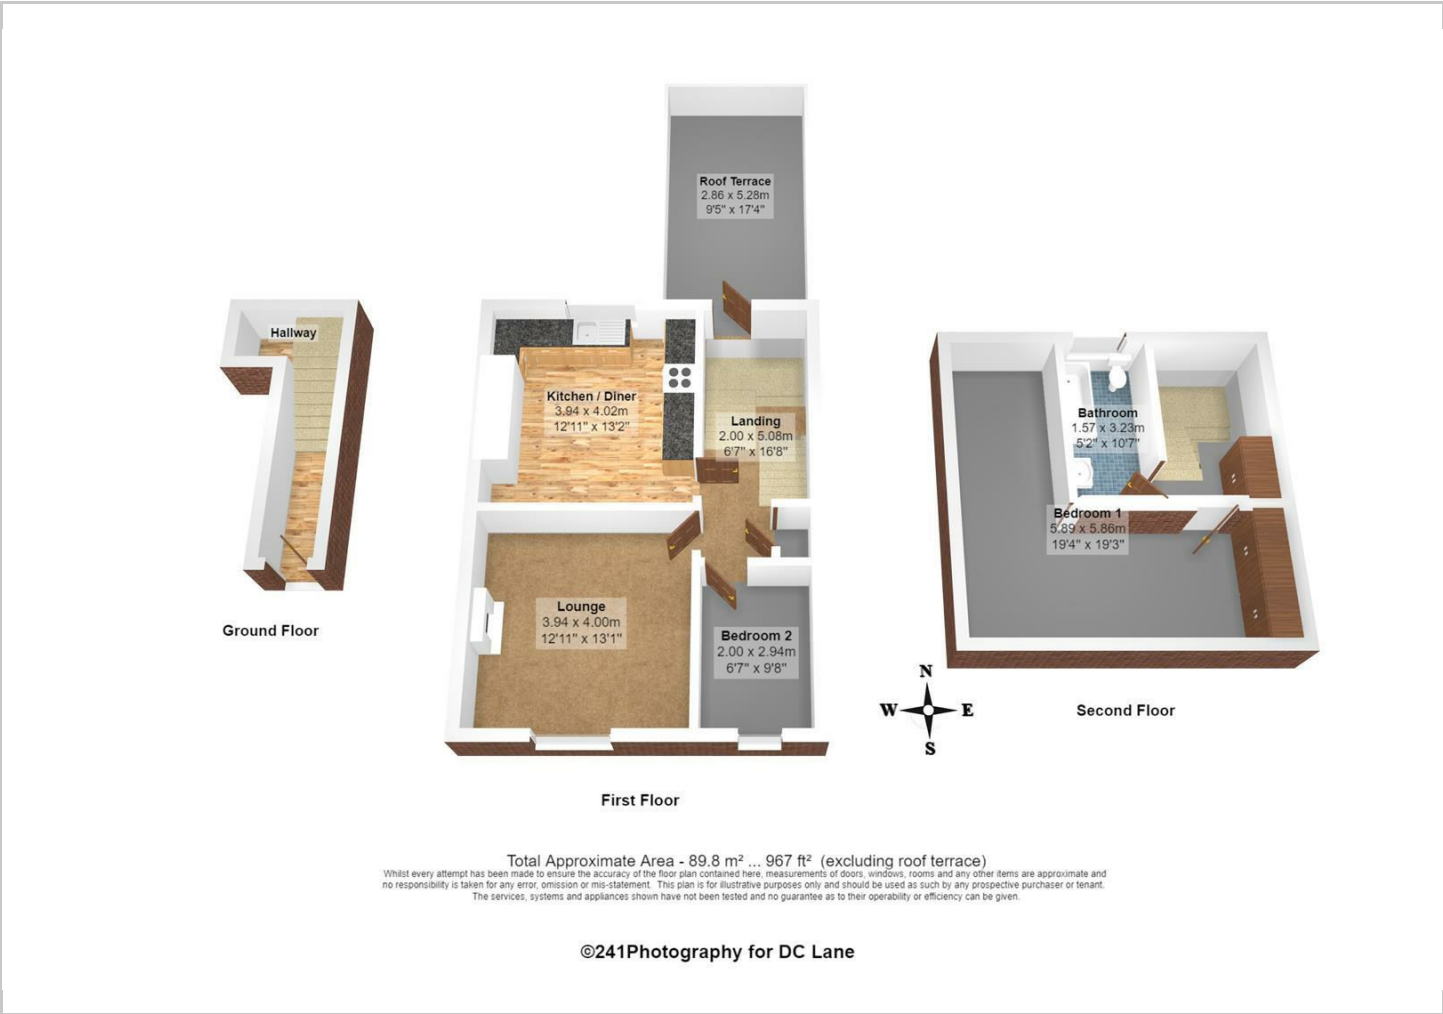 Roof Terrace
2.86 x 5.28m
9'5" x 17'4"
Hallway
Kitchen / Diner
3.94 x 4.02m
12'11" x 13'2"
Landing
2.00 x 5.08m
6'7" x 16'8"
Bathroom
1.57 x 3.23m
5'2" x 10'7"
Bedroom 1
5.89 x 5.86m
19'4" x 19'3"
Lounge
3.94 x 4.00m
12'11" x 13'1"
Bedroom 2
2.00 x 2.94m
6'7" x 9'8"
Ground Floor
N
W E
S
Second Floor
First Floor
Total Approximate Area - 89.8 m² ... 967 ft² (excluding roof terrace)
Whilst every attempt has been made to ensure the accuracy of the floor plan contained here, measurements of doors, windows, rooms and any other items are approximate and
no responsibility is taken for any error, omission or mis-statement. This plan is for illustrative purposes only and should be used as such by any prospective purchaser or tenant.
The services, systems and appliances shown have not been tested and no guarantee as to their operability or efficiency can be given.
©241Photography for DC Lane